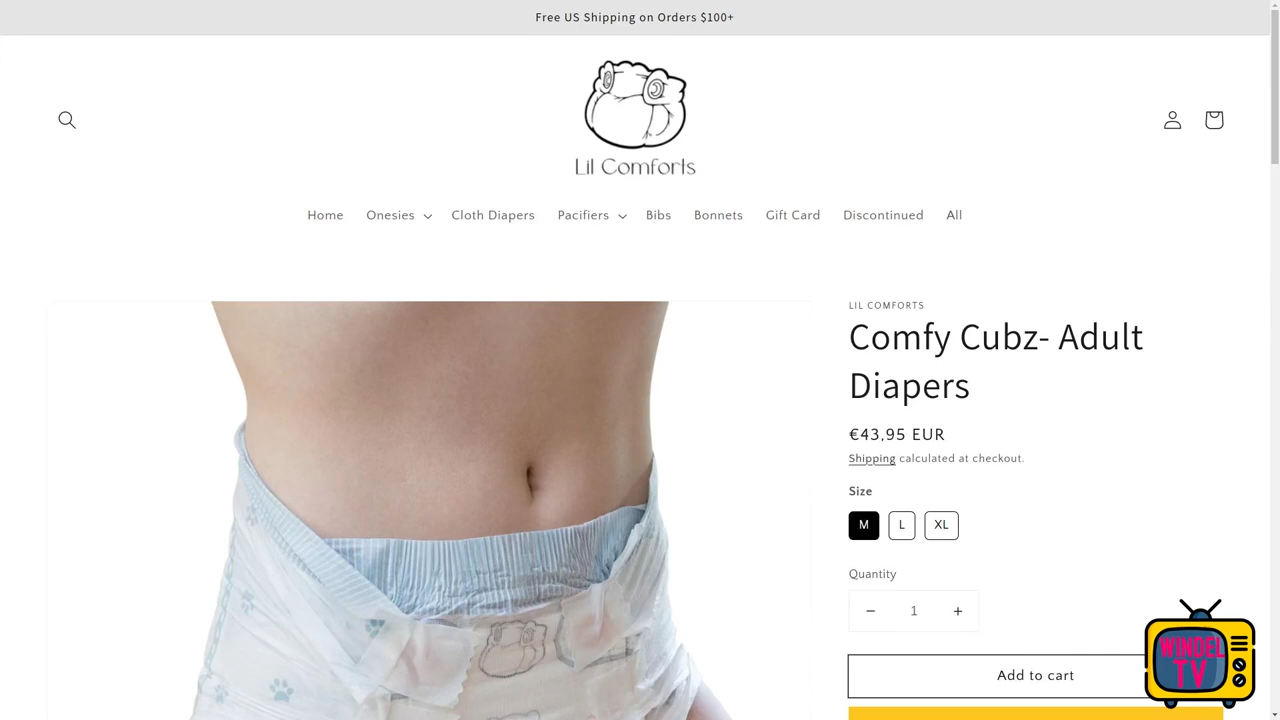 Free US Shipping on Orders $100+
Lil Comforts
Home Onesies Cloth Diapers Pacifiers Bibs Bonnets Gift Card Discontinued All
LIL COMFORTS
Comfy Cubz- Adult
Diapers
€43,95 EUR
Shipping calculated at checkout.
Size
M L XL
Quantity
− 1 +
Add to cart
WINDEL
TV